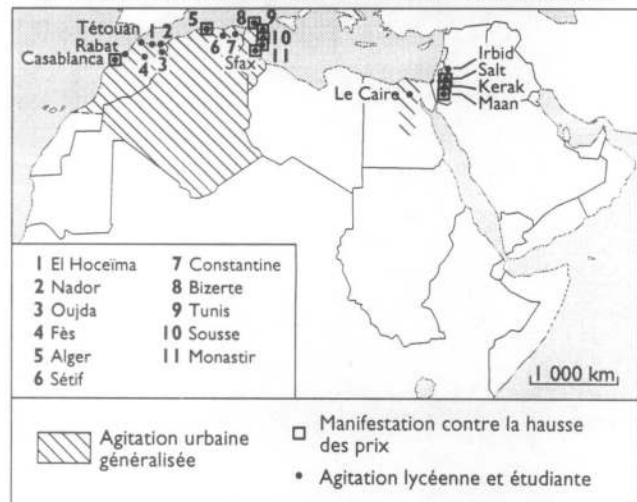 Tétouan 1 2
Rabat
Casablanca
4 3
5
6 7
8 9
10
11
Sfax
Le Caire
Irbid
Salt
Kerak
Maan
1 El Hoceïma
2 Nador
3 Oujda
4 Fès
5 Alger
6 Sétif
7 Constantine
8 Bizerte
9 Tunis
10 Sousse
11 Monastir
1 000 km
Agitation urbaine
généralisée
Manifestation contre la hausse
des prix
Agitation lycéenne et étudiante